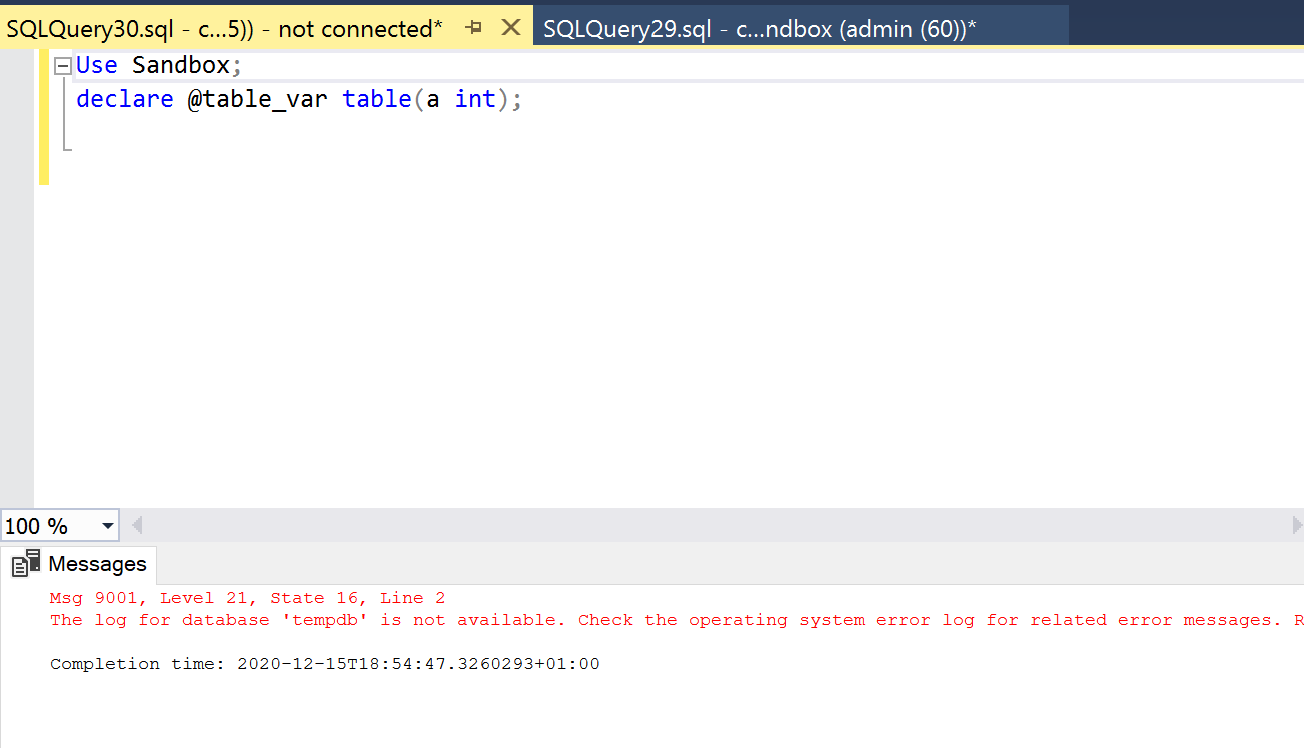 SQLQuery30.sql - c...5)) - not connected* SQLQuery29.sql - c...ndbox (admin (60))*
Use Sandbox;
declare @table_var table(a int);
100 %
Messages
Msg 9001, Level 21, State 16, Line 2
The log for database 'tempdb' is not available. Check the operating system error log for related error messages. R
Completion time: 2020-12-15T18:54:47.3260293+01:00